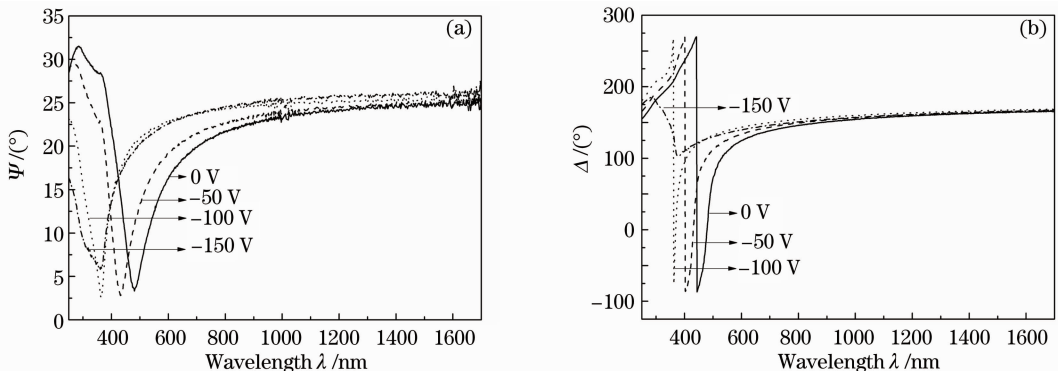 (a)
35
30
25
20
15
10
5
0
Ψ/(°)
0 V
−50 V
−100 V
−150 V
400 600 800 1000 1200 1400 1600
Wavelength λ /nm
(b)
300
200
100
0
−100
Δ/(°)
−150 V
0 V
−50 V
−100 V
400 600 800 1000 1200 1400 1600
Wavelength λ /nm